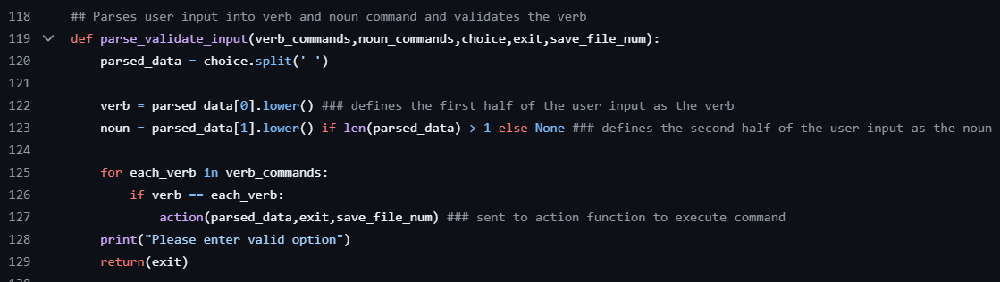 118 ## Parses user input into verb and noun command and validates the verb
119 def parse_validate_input(verb_commands,noun_commands,choice,exit,save_file_num):
120 parsed_data = choice.split(' ')
121
122 verb = parsed_data[0].lower() ### defines the first half of the user input as the verb
123 noun = parsed_data[1].lower() if len(parsed_data) > 1 else None ### defines the second half of the user input as the noun
124
125 for each_verb in verb_commands:
126 if verb == each_verb:
127 action(parsed_data,exit,save_file_num) ### sent to action function to execute command
128 print("Please enter valid option")
129 return(exit)